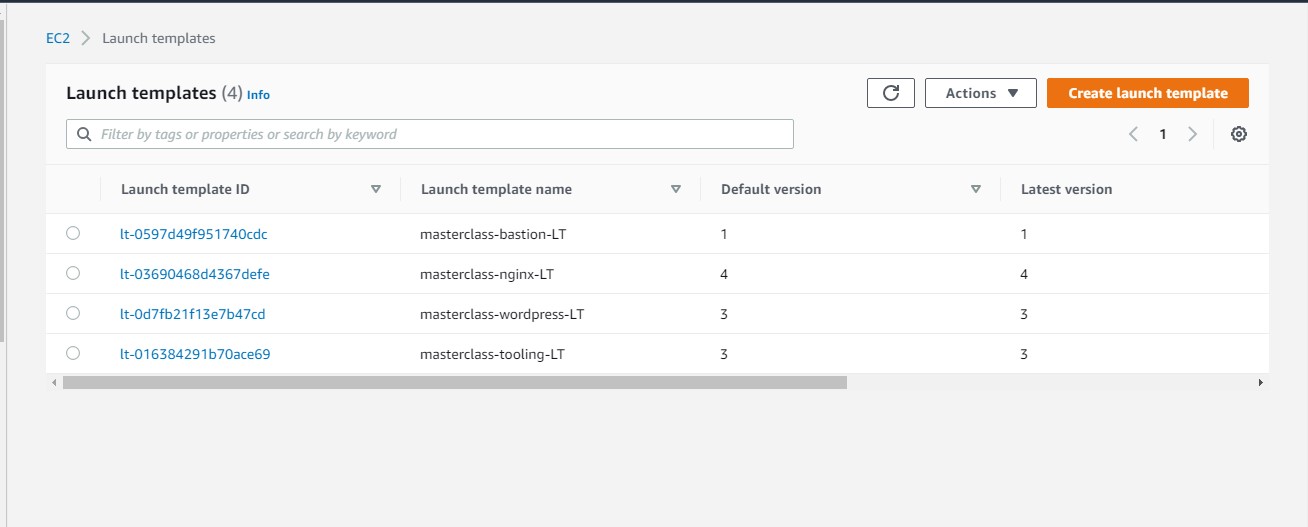 EC2 Launch templates
Launch templates (4) Info Actions Create launch template
Filter by tags or properties or search by keyword 1
Launch template ID Launch template name Default version Latest version
lt-0597d49f951740cdc masterclass-bastion-LT 1 1
lt-03690468d4367defe masterclass-nginx-LT 4 4
lt-0d7fb21f13e7b47cd masterclass-wordpress-LT 3 3
lt-016384291b70ace69 masterclass-tooling-LT 3 3